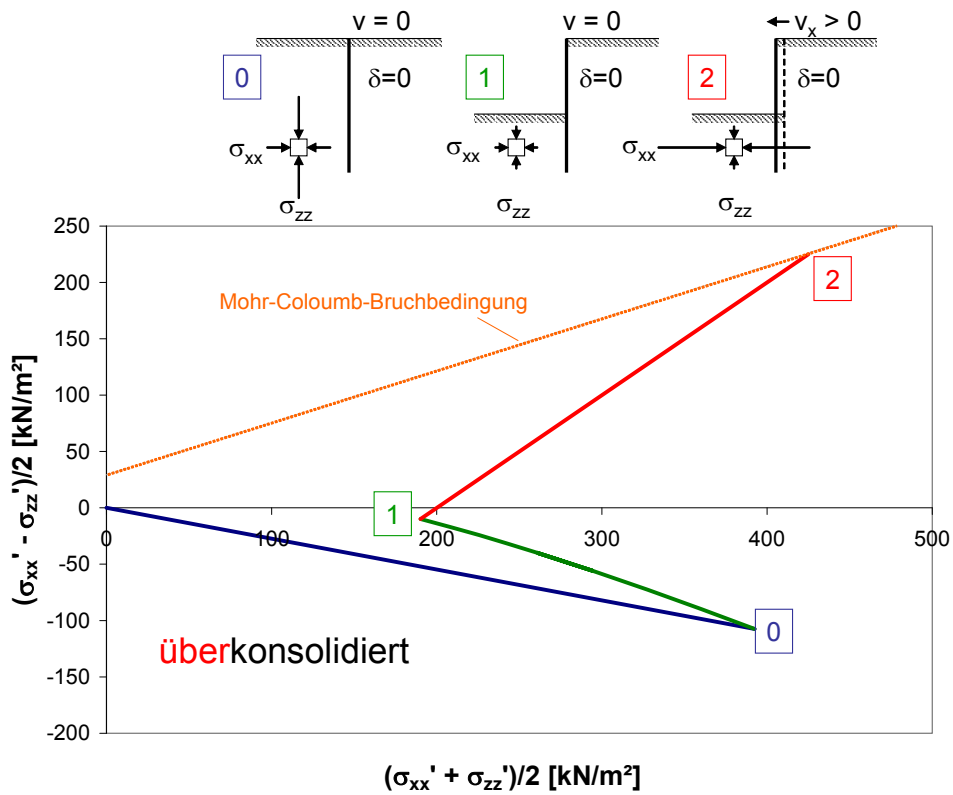 v = 0
v = 0
vx > 0
0
δ=0
1
δ=0
2
δ=0
σxx
σxx
σxx
σzz
σzz
σzz
250
200
150
100
50
0
-50
-100
-150
-200
(σxx' - σzz')/2 [kN/m²]
Mohr-Coloumb-Bruchbedingung
2
1
0
0
100
200
300
400
500
überkonsolidiert
(σxx' + σzz')/2 [kN/m²]